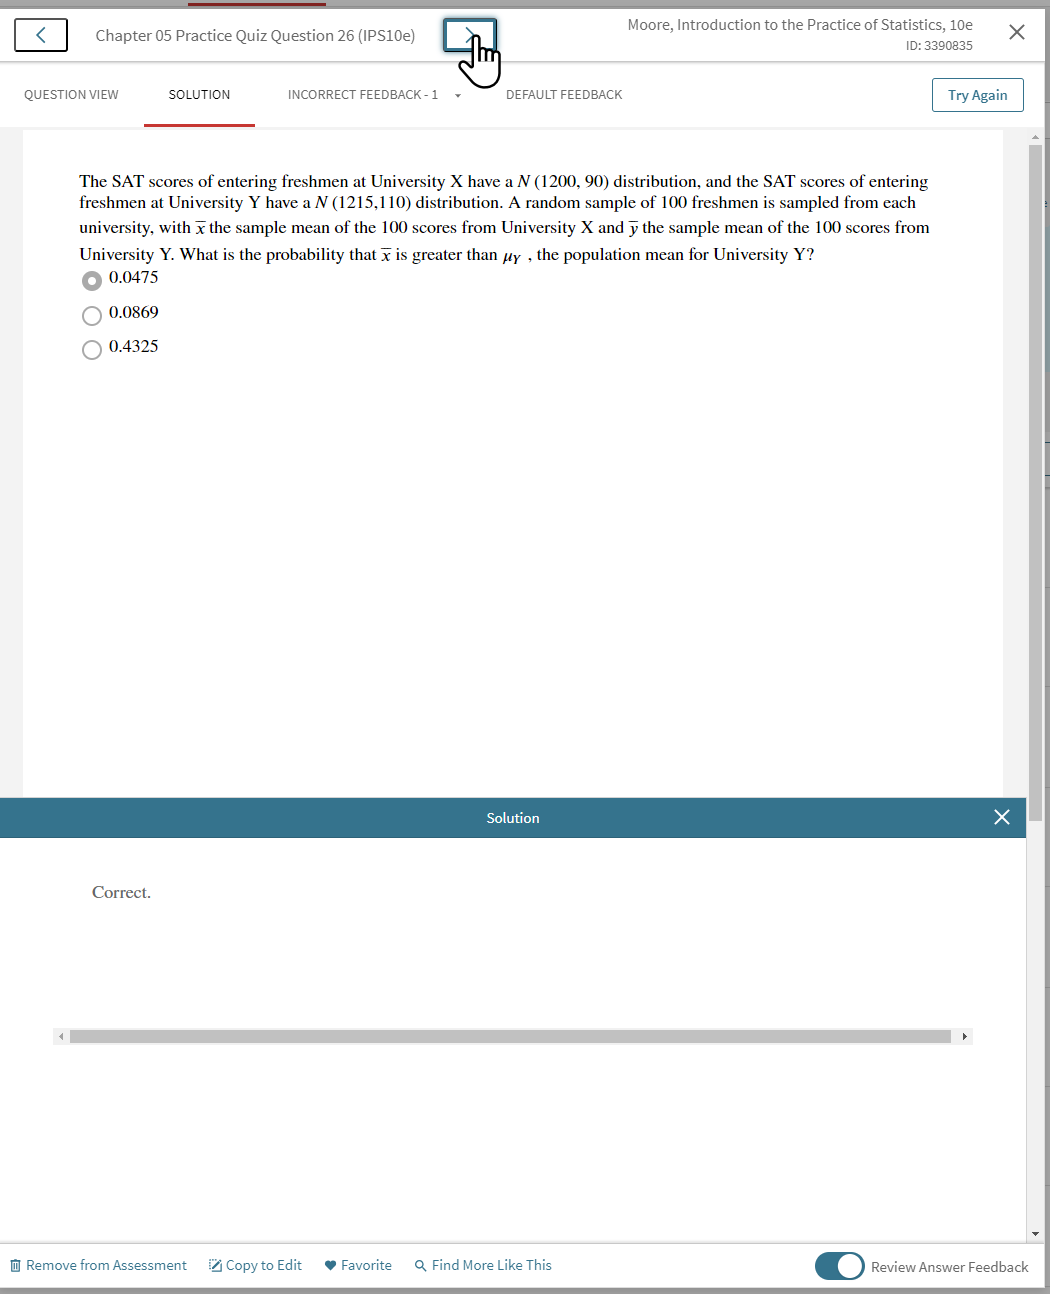 Chapter 05 Practice Quiz Question 26 (IPS10e)
Moore, Introduction to the Practice of Statistics, 10e
ID: 3390835
QUESTION VIEW
SOLUTION
INCORRECT FEEDBACK - 1
DEFAULT FEEDBACK
Try Again
The SAT scores of entering freshmen at University X have a N (1200, 90) distribution, and the SAT scores of entering
freshmen at University Y have a N (1215,110) distribution. A random sample of 100 freshmen is sampled from each
university, with x̅ the sample mean of the 100 scores from University X and y̅ the sample mean of the 100 scores from
University Y. What is the probability that x̅ is greater than μY , the population mean for University Y?
0.0475
0.0869
0.4325
Solution
Correct.
Remove from Assessment
Copy to Edit
Favorite
Find More Like This
Review Answer Feedback